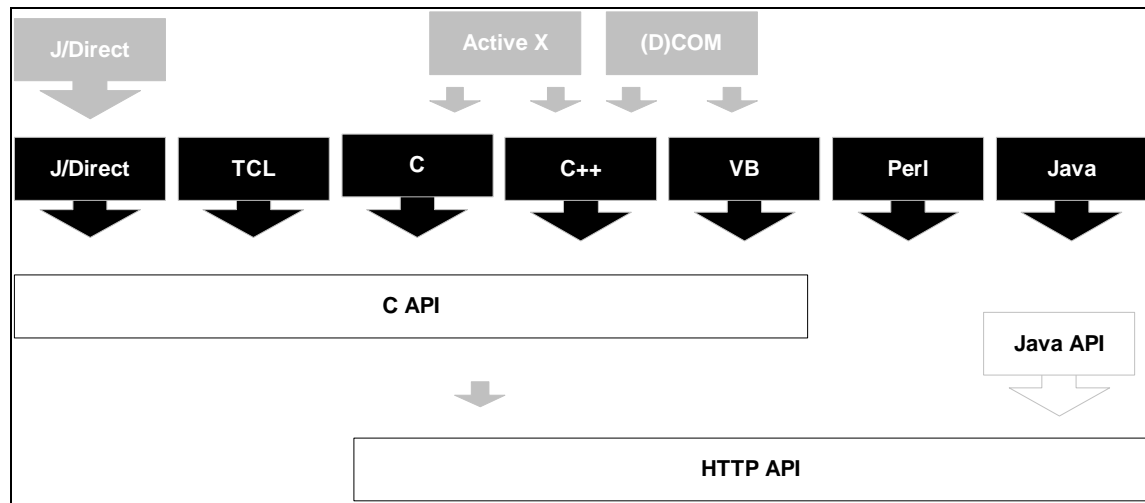 J/Direct
Active X
(D)COM
J/Direct
TCL
C
C++
VB
Perl
Java
C API
Java API
HTTP API